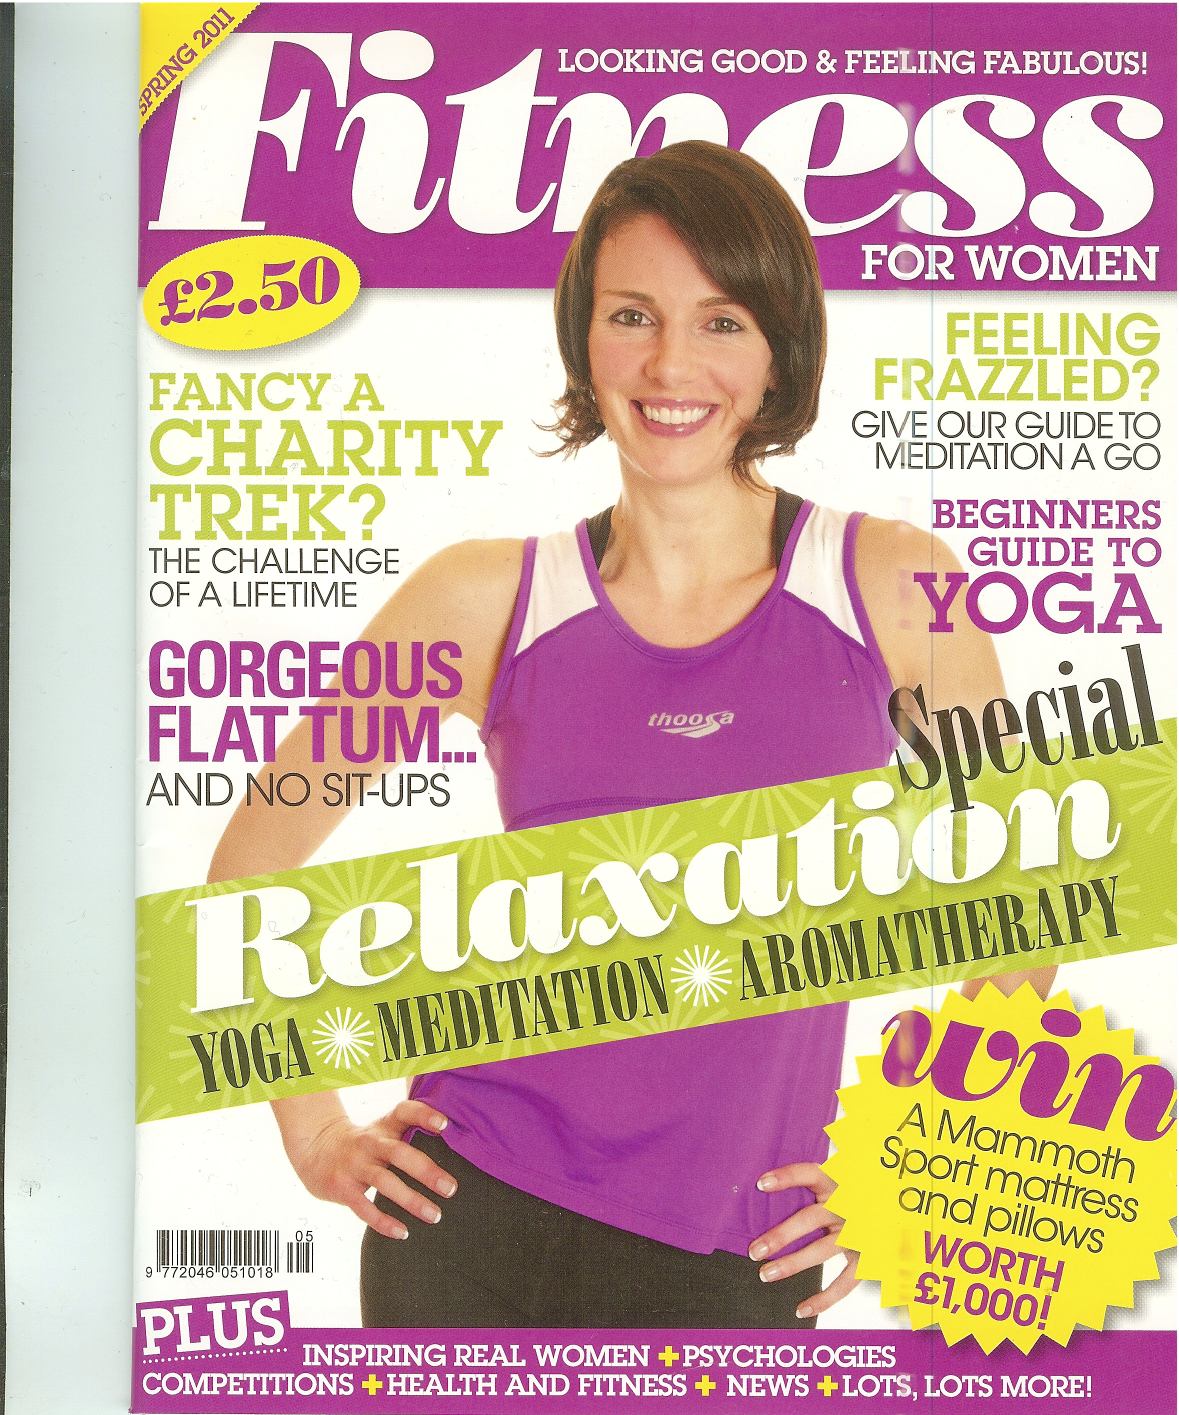 SPRING 2011
LOOKING GOOD & FEELING FABULOUS!
Fitness
FOR WOMEN
£2.50
FANCY A
CHARITY
TREK?
THE CHALLENGE
OF A LIFETIME
GORGEOUS
FLAT TUM...
AND NO SIT-UPS
FEELING
FRAZZLED?
GIVE OUR GUIDE TO
MEDITATION A GO
BEGINNERS
GUIDE TO
YOGA
thoosa
Special
Relaxation
YOGA MEDITATION AROMATHERAPY
win
A Mammoth
Sport mattress
and pillows
WORTH
£1,000!
05
9 772046 051018
PLUS
INSPIRING REAL WOMEN + PSYCHOLOGIES
COMPETITIONS + HEALTH AND FITNESS + NEWS + LOTS, LOTS MORE!